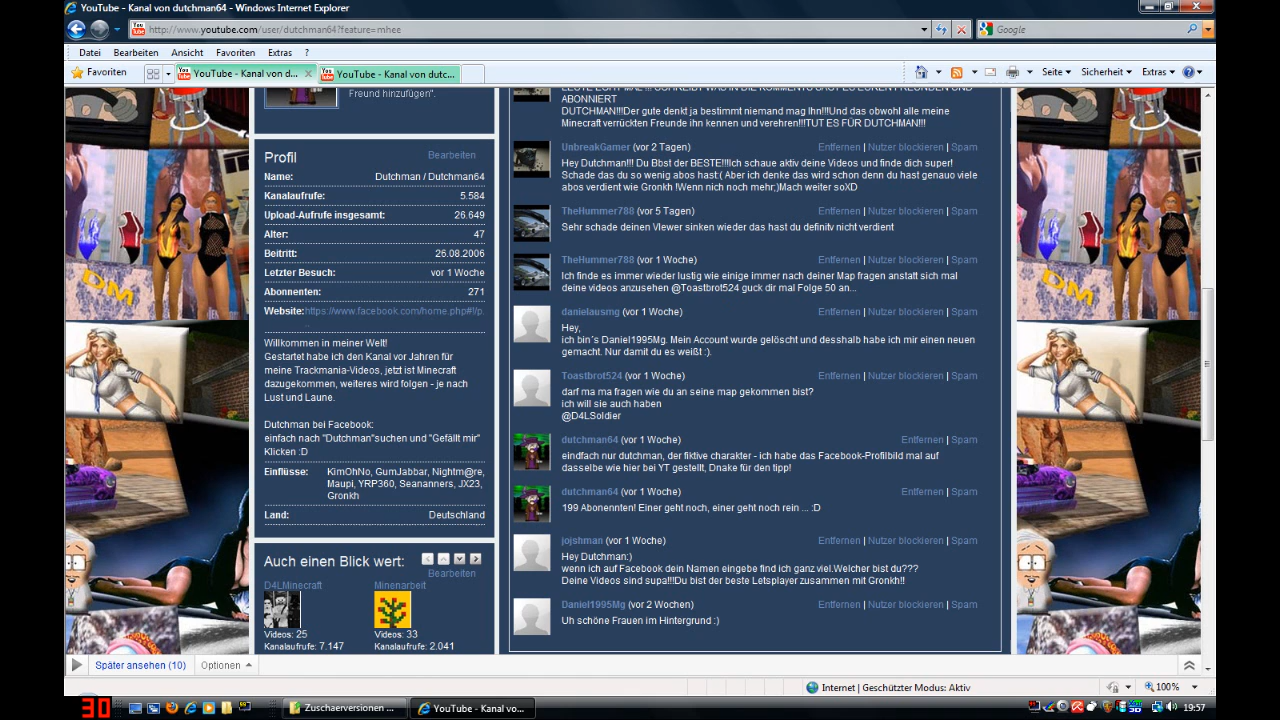 YouTube - Kanal von dutchman64 - Windows Internet Explorer
http://www.youtube.com/user/dutchman64?feature=mhee
Google
Datei Bearbeiten Ansicht Favoriten Extras ?
Favoriten
YouTube - Kanal von d...
YouTube - Kanal von dutc...
Seite Sicherheit Extras
Freund hinzufügen".
Profil
Bearbeiten
Name: Dutchman / Dutchman64
Kanalaufrufe: 5.584
Upload-Aufrufe insgesamt: 26.649
Alter: 47
Beitritt: 26.08.2006
Letzter Besuch: vor 1 Woche
Abonnenten: 271
Website: https://www.facebook.com/home.php#!/p.
Willkommen in meiner Welt!
Gestartet habe ich den Kanal vor Jahren für
meine Trackmania-Videos, jetzt ist Minecraft
dazugekommen, weiteres wird folgen - je nach
Lust und Laune.
Dutchman bei Facebook:
einfach nach "Dutchman"suchen und "Gefällt mir"
Klicken :D
Einflüsse: KimOhNo, GumJabbar, Nightm@re,
Maupi, YRP360, Seananners, JX23,
Gronkh
Land: Deutschland
Auch einen Blick wert:
Bearbeiten
D4LMinecraft
Videos: 25
Kanalaufrufe: 7.147
Minenarbeit
Videos: 33
Kanalaufrufe: 2.041
ABONNIERT
DUTCHMAN!!!Der gute denkt ja bestimmt niemand mag Ihn!!!Und das obwohl alle meine
Minecraft verrückten Freunde ihn kennen und verehren!!!TUT ES FÜR DUTCHMAN!!!
UnbreakGamer (vor 2 Tagen) Entfernen | Nutzer blockieren | Spam
Hey Dutchman!!! Du Bbst der BESTE!!!Ich schaue aktiv deine Videos und finde dich super!
Schade das du so wenig abos hast:( Aber ich denke das wird schon denn du hast genauo viele
abos verdient wie Gronkh !Wenn nich noch mehr;)Mach weiter soXD
TheHummer788 (vor 5 Tagen) Entfernen | Nutzer blockieren | Spam
Sehr schade deinen VIewer sinken wieder das hast du definitv nicht verdient
TheHummer788 (vor 1 Woche) Entfernen | Nutzer blockieren | Spam
Ich finde es immer wieder lustig wie einige immer nach deiner Map fragen anstatt sich mal
deine videos anzusehen @Toastbrot524 guck dir mal Folge 50 an...
danielausmg (vor 1 Woche) Entfernen | Nutzer blockieren | Spam
Hey,
ich bin´s Daniel1995Mg. Mein Account wurde gelöscht und desshalb habe ich mir einen neuen
gemacht. Nur damit du es weißt :).
Toastbrot524 (vor 1 Woche) Entfernen | Nutzer blockieren | Spam
darf ma ma fragen wie du an seine map gekommen bist?
ich will sie auch haben
@D4LSoldier
dutchman64 (vor 1 Woche) Entfernen | Spam
eindfach nur dutchman, der fiktive charakter - ich habe das Facebook-Profilbild mal auf
dasselbe wie hier bei YT gestellt, Dnake für den tipp!
dutchman64 (vor 1 Woche) Entfernen | Spam
199 Abonennten! Einer geht noch, einer geht noch rein ... :D
jojshman (vor 1 Woche) Entfernen | Nutzer blockieren | Spam
Hey Dutchman:)
wenn ich auf Facebook dein Namen eingebe find ich ganz viel.Welcher bist du???
Deine Videos sind supa!!!Du bist der beste Letsplayer zusammen mit Gronkh!!
Daniel1995Mg (vor 2 Wochen) Entfernen | Nutzer blockieren | Spam
Uh schöne Frauen im Hintergrund :)
DM
DM
Später ansehen (10) Optionen
Internet | Geschützter Modus: Aktiv
100%
30
Zuschaerversionen ...
YouTube - Kanal vo...
19:57